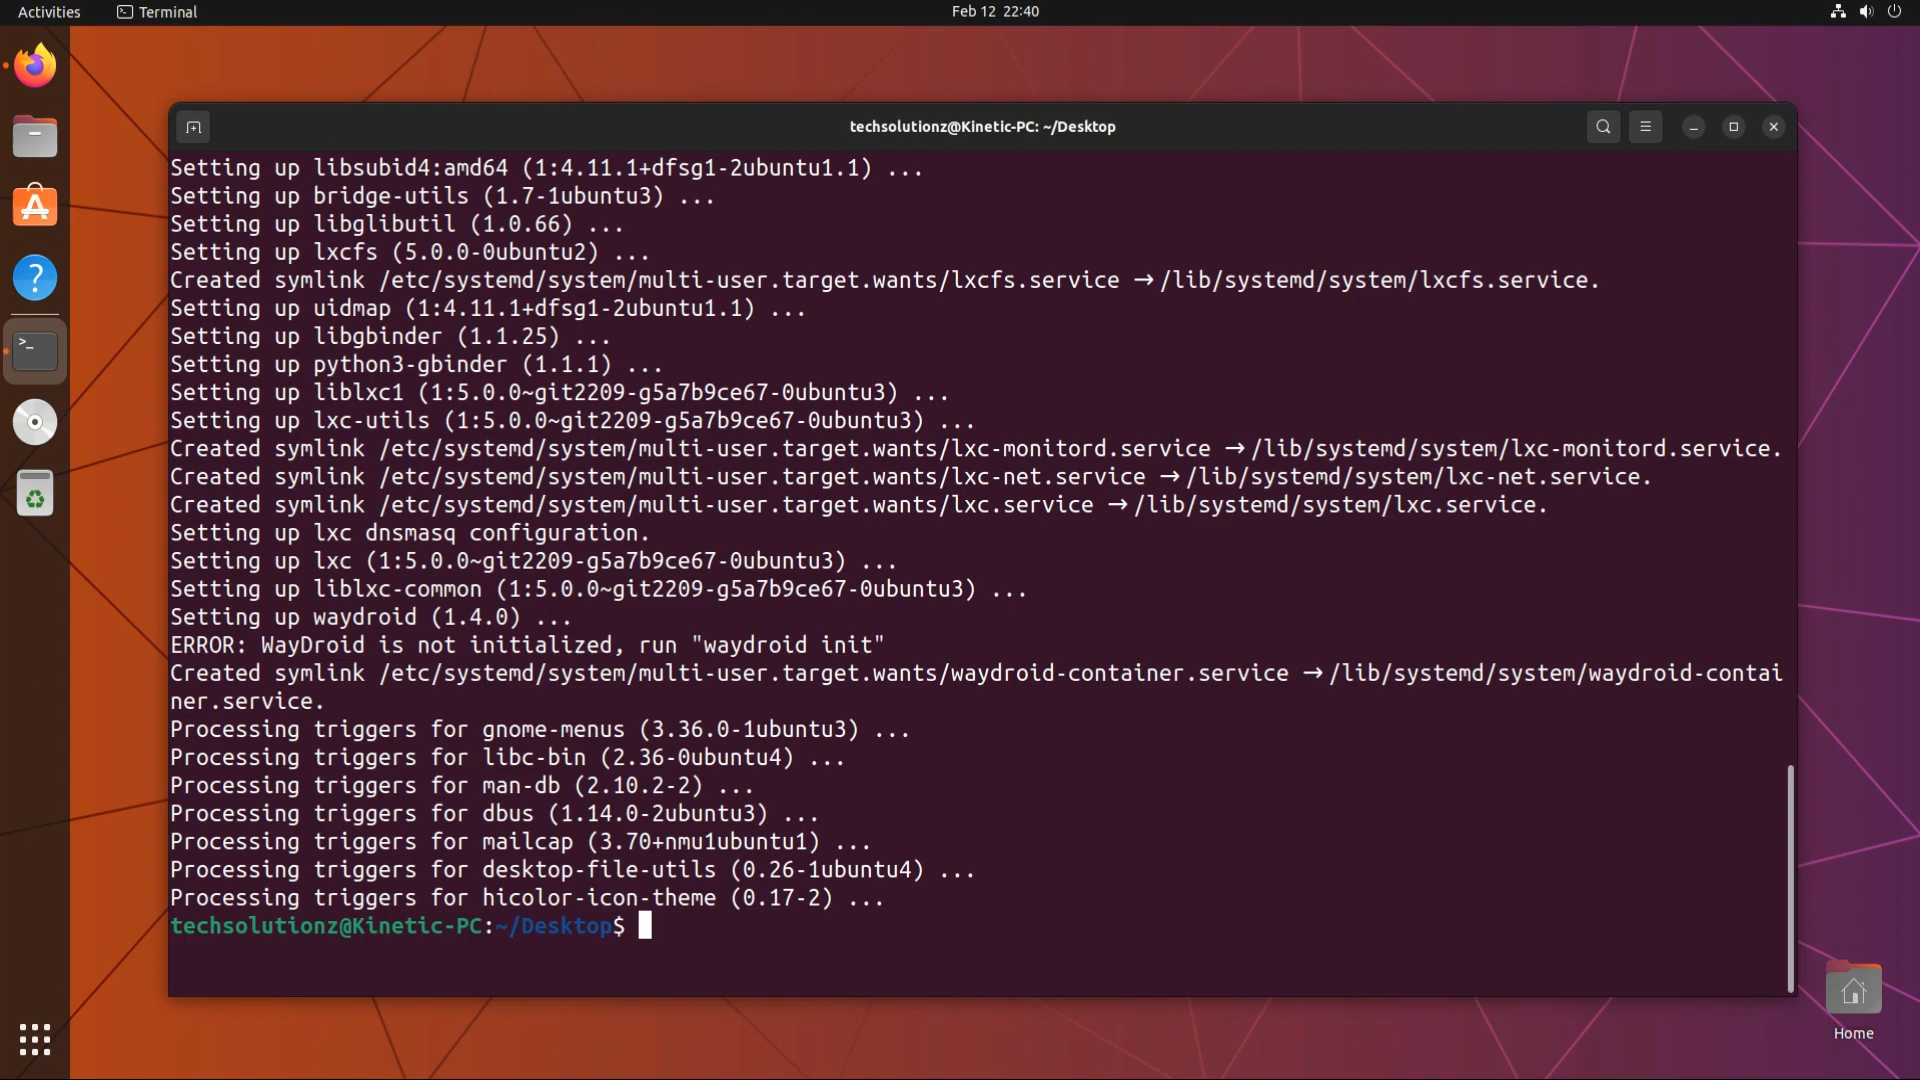 Activities
Terminal
Feb 12 22:40
techsolutionz@Kinetic-PC: ~/Desktop
Setting up libsubid4:amd64 (1:4.11.1+dfsg1-2ubuntu1.1) ...
Setting up bridge-utils (1.7-1ubuntu3) ...
Setting up libglibutil (1.0.66) ...
Setting up lxcfs (5.0.0-0ubuntu2) ...
Created symlink /etc/systemd/system/multi-user.target.wants/lxcfs.service → /lib/systemd/system/lxcfs.service.
Setting up uidmap (1:4.11.1+dfsg1-2ubuntu1.1) ...
Setting up libgbinder (1.1.25) ...
Setting up python3-gbinder (1.1.1) ...
Setting up liblxc1 (1:5.0.0~git2209-g5a7b9ce67-0ubuntu3) ...
Setting up lxc-utils (1:5.0.0~git2209-g5a7b9ce67-0ubuntu3) ...
Created symlink /etc/systemd/system/multi-user.target.wants/lxc-monitord.service → /lib/systemd/system/lxc-monitord.service.
Created symlink /etc/systemd/system/multi-user.target.wants/lxc-net.service → /lib/systemd/system/lxc-net.service.
Created symlink /etc/systemd/system/multi-user.target.wants/lxc.service → /lib/systemd/system/lxc.service.
Setting up lxc dnsmasq configuration.
Setting up lxc (1:5.0.0~git2209-g5a7b9ce67-0ubuntu3) ...
Setting up liblxc-common (1:5.0.0~git2209-g5a7b9ce67-0ubuntu3) ...
Setting up waydroid (1.4.0) ...
ERROR: WayDroid is not initialized, run "waydroid init"
Created symlink /etc/systemd/system/multi-user.target.wants/waydroid-container.service → /lib/systemd/system/waydroid-contai
ner.service.
Processing triggers for gnome-menus (3.36.0-1ubuntu3) ...
Processing triggers for libc-bin (2.36-0ubuntu4) ...
Processing triggers for man-db (2.10.2-2) ...
Processing triggers for dbus (1.14.0-2ubuntu3) ...
Processing triggers for mailcap (3.70+nmu1ubuntu1) ...
Processing triggers for desktop-file-utils (0.26-1ubuntu4) ...
Processing triggers for hicolor-icon-theme (0.17-2) ...
techsolutionz@Kinetic-PC:~/Desktop$
Home